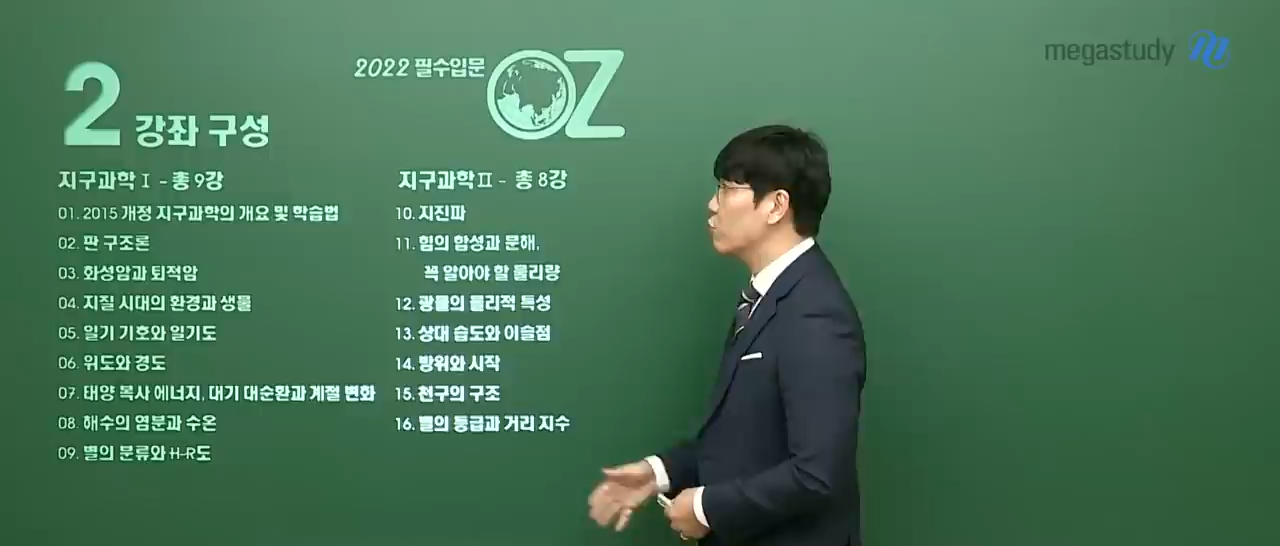 megastudy
2022 필수입문 OZ
2 강좌 구성
지구과학 I - 총 9강
01. 2015 개정 지구과학의 개요 및 학습법
02. 판 구조론
03. 화성암과 퇴적암
04. 지질 시대의 환경과 생물
05. 일기 기호와 일기도
06. 위도와 경도
07. 태양 복사 에너지, 대기 대순환과 계절 변화
08. 해수의 염분과 수온
09. 별의 분류와 H-R도
지구과학 II - 총 8강
10. 지진파
11. 힘의 합성과 분해,
꼭 알아야 할 물리량
12. 광물의 물리적 특성
13. 상대 습도와 이슬점
14. 방위와 시각
15. 천구의 구조
16. 별의 등급과 거리 지수